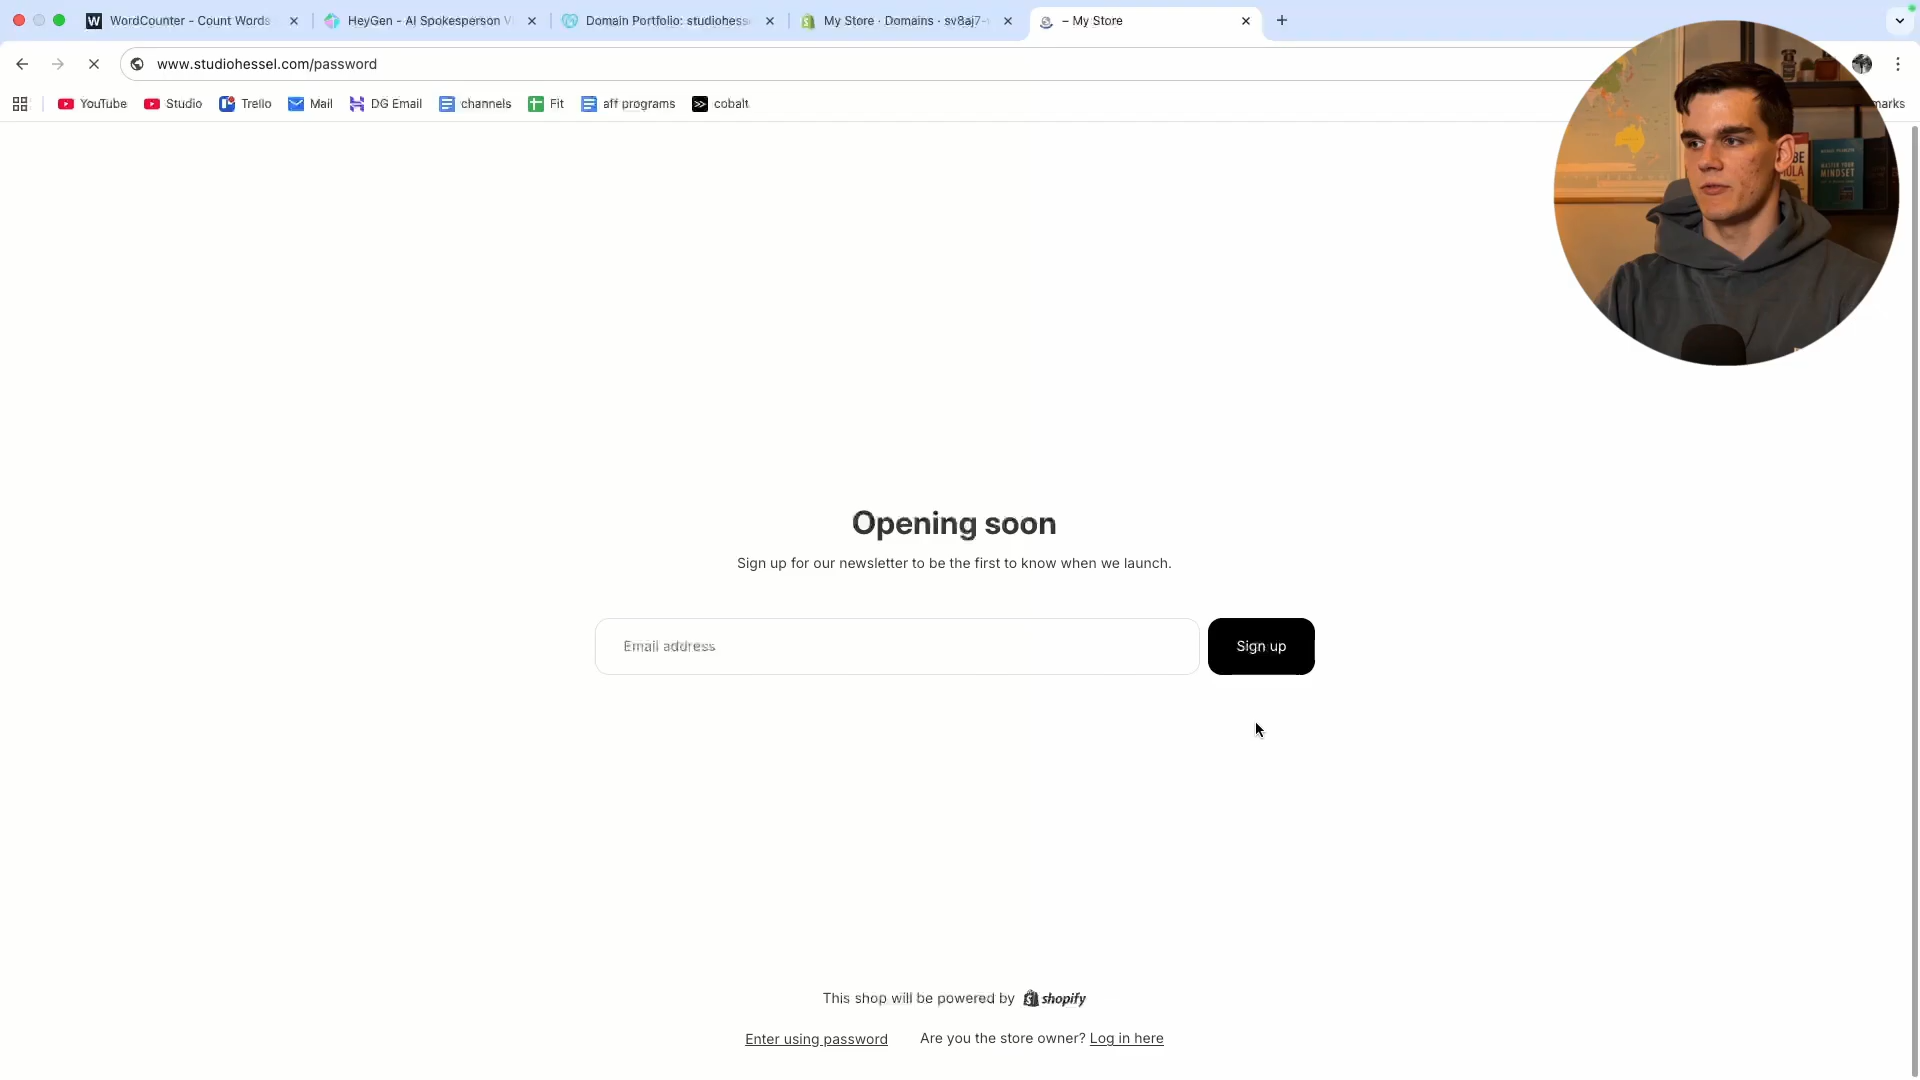 WordCounter - Count Words
HeyGen - AI Spokesperson V
Domain Portfolio: studiohess
My Store · Domains · sv8aj7-
– My Store
www.studiohessel.com/password
YouTube
Studio
Trello
Mail
DG Email
channels
Fit
aff programs
cobalt
marks
MASTER YOUR
MINDSET
Opening soon
Sign up for our newsletter to be the first to know when we launch.
Email address
Sign up
This shop will be powered by shopify
Enter using password
Are you the store owner? Log in here